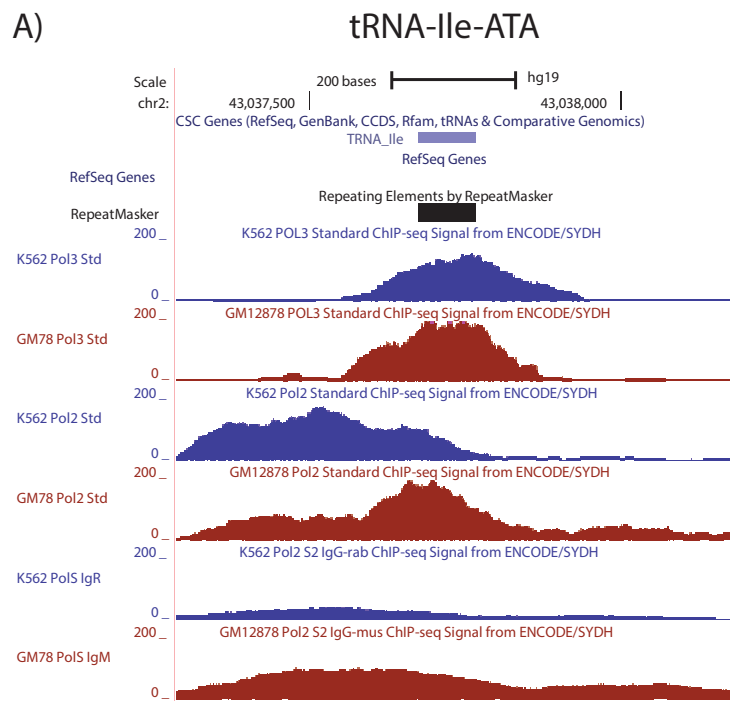 A)
tRNA-Ile-ATA
Scale
200 bases
hg19
chr2:
43,037,500
43,038,000
CSC Genes (RefSeq, GenBank, CCDS, Rfam, tRNAs & Comparative Genomics)
TRNA_Ile
RefSeq Genes
RefSeq Genes
Repeating Elements by RepeatMasker
RepeatMasker
200 _
K562 POL3 Standard ChIP-seq Signal from ENCODE/SYDH
K562 Pol3 Std
0 _
200 _
GM12878 POL3 Standard ChIP-seq Signal from ENCODE/SYDH
GM78 Pol3 Std
0 _
200 _
K562 Pol2 Standard ChIP-seq Signal from ENCODE/SYDH
K562 Pol2 Std
0 _
200 _
GM12878 Pol2 Standard ChIP-seq Signal from ENCODE/SYDH
GM78 Pol2 Std
0 _
200 _
K562 Pol2 S2 IgG-rab ChIP-seq Signal from ENCODE/SYDH
K562 PolS IgR
0 _
200 _
GM12878 Pol2 S2 IgG-mus ChIP-seq Signal from ENCODE/SYDH
GM78 PolS IgM
0 _